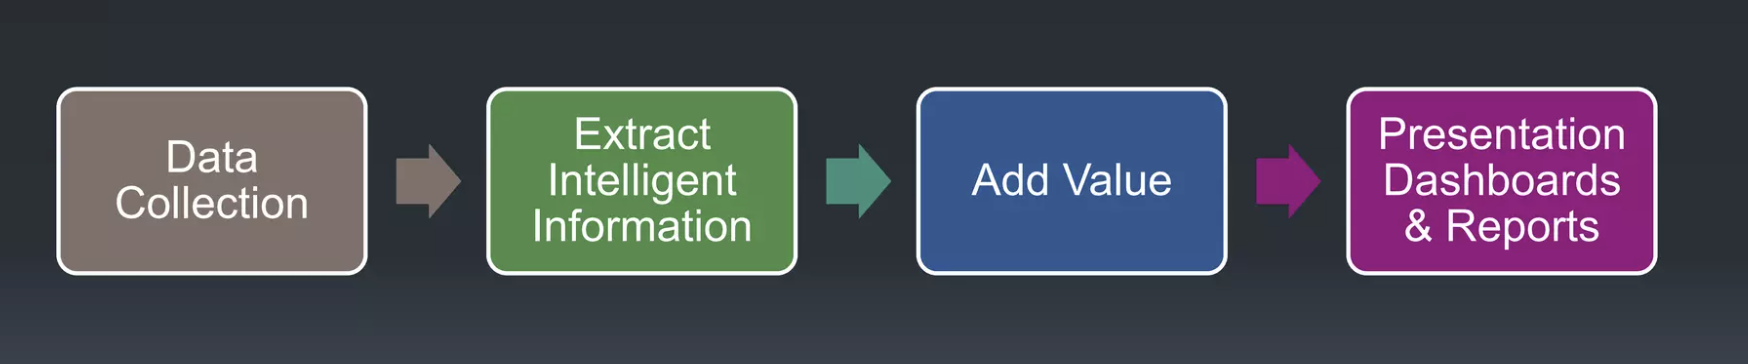 Data
Collection
Extract
Intelligent
Information
Add Value
Presentation
Dashboards
& Reports